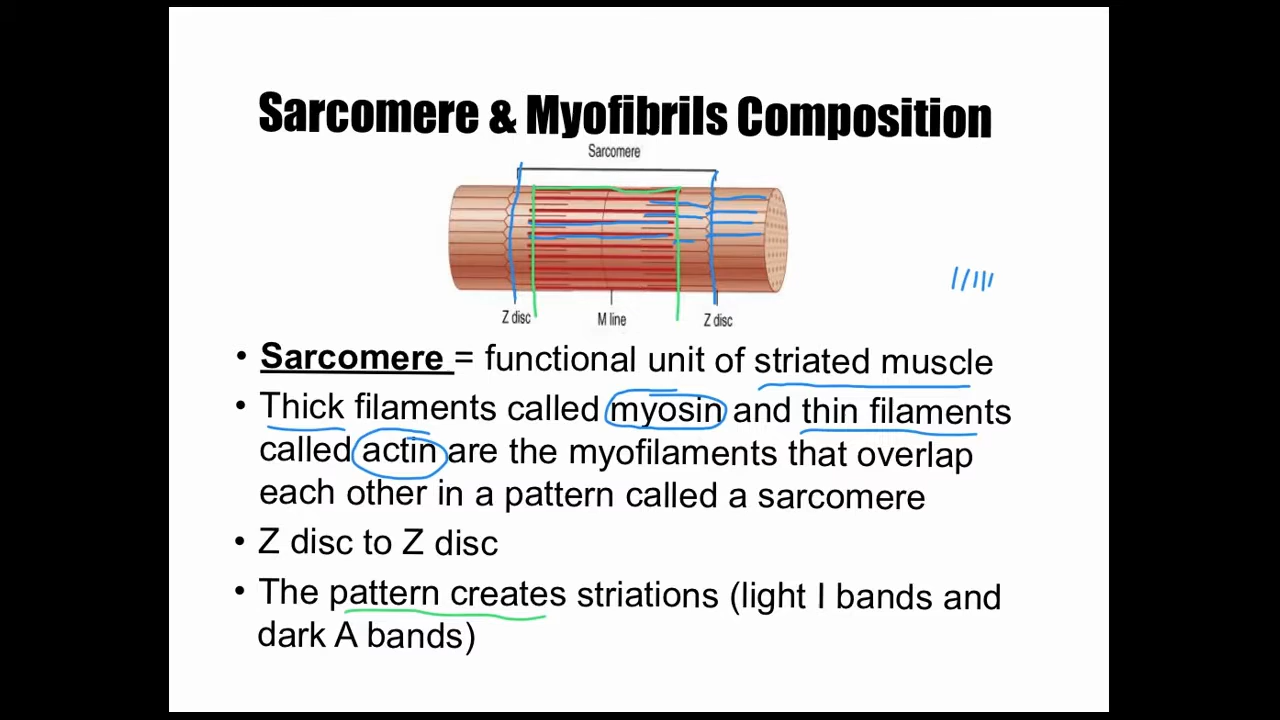 Sarcomere & Myofibrils Composition
Sarcomere
Z disc M line Z disc
• Sarcomere = functional unit of striated muscle
• Thick filaments called myosin and thin filaments
called actin are the myofilaments that overlap
each other in a pattern called a sarcomere
• Z disc to Z disc
• The pattern creates striations (light I bands and
dark A bands)